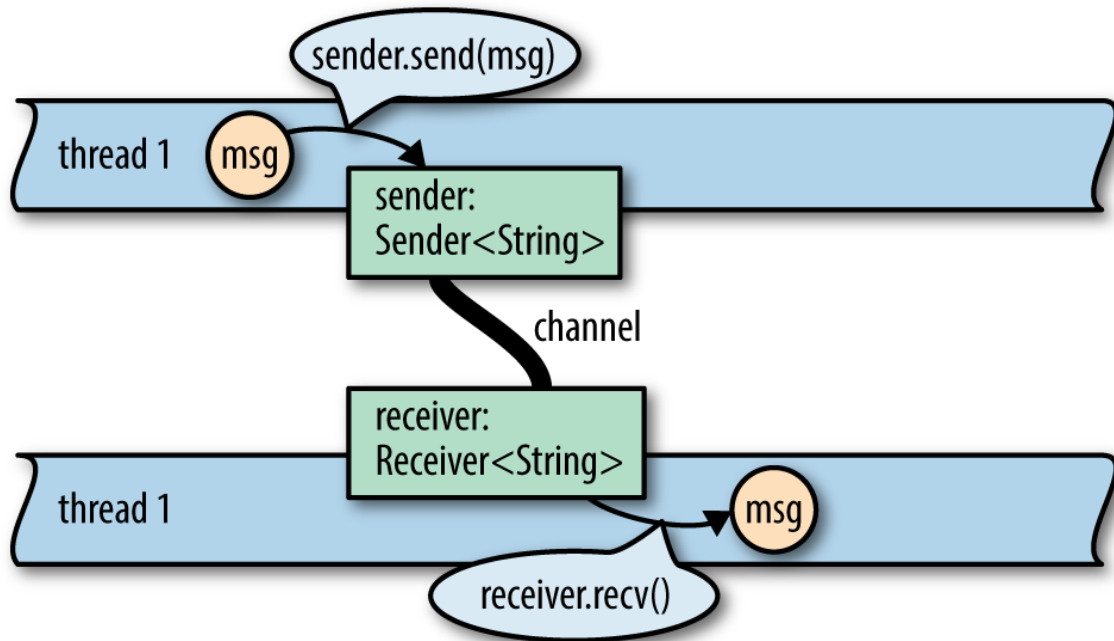 sender.send(msg)
thread 1
msg
sender:
Sender<String>
channel
receiver:
Receiver<String>
thread 1
msg
receiver.recv()